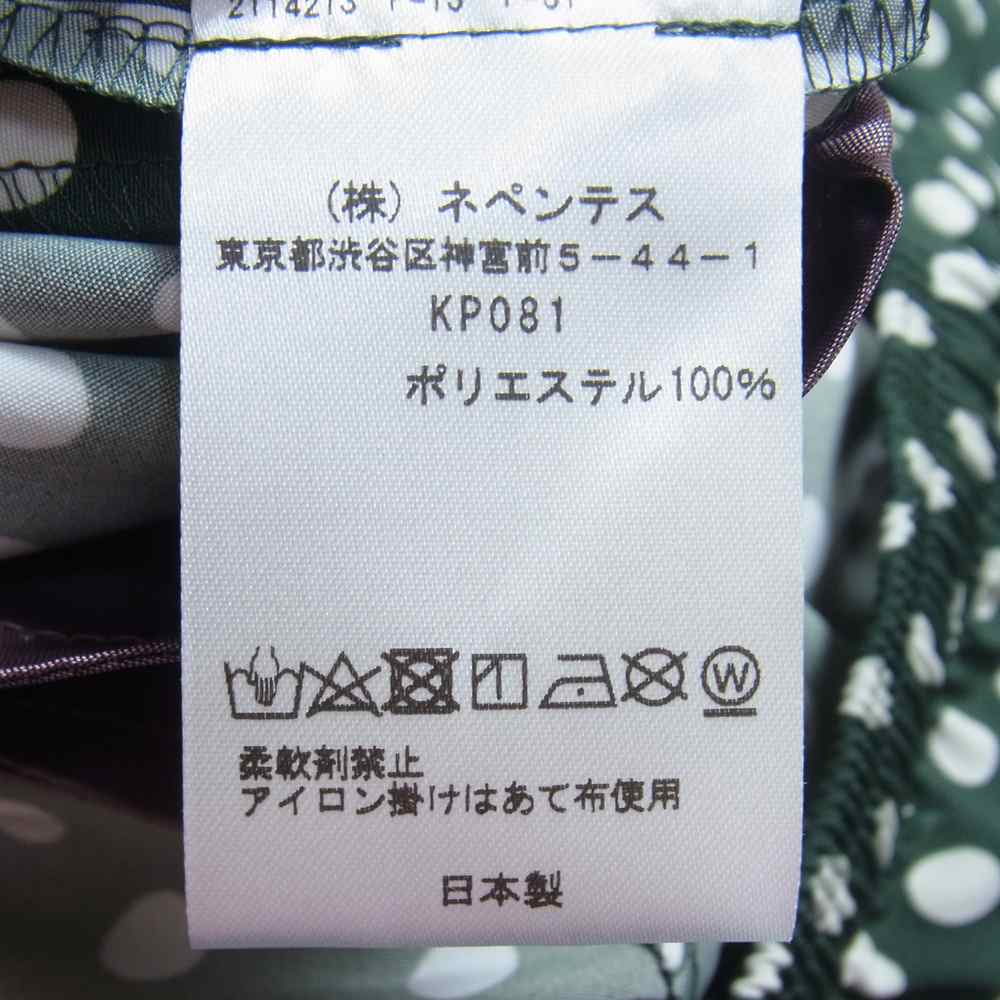 (株) ネペンテス
東京都渋谷区神宮前5-44-1
KP081
ポリエステル100%
W
柔軟剤禁止
アイロン掛けはあて布使用
日本製